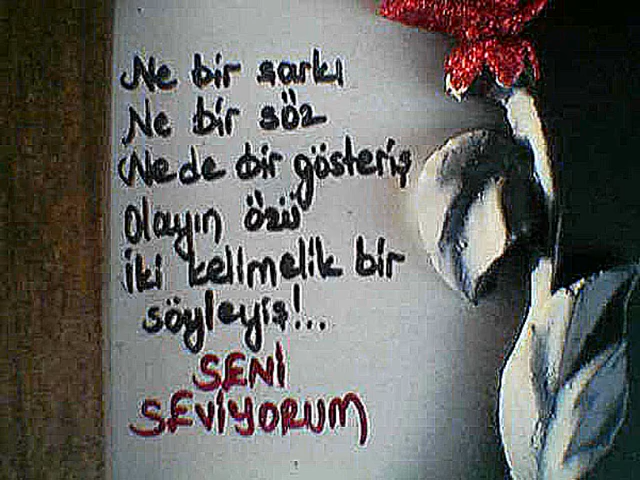 Ne bir şarkı
Ne bir söz
Ne de bir gösteriş
Olayın özü
iki kelimelik bir
söyleyiş!...
SENİ
SEVİYORUM